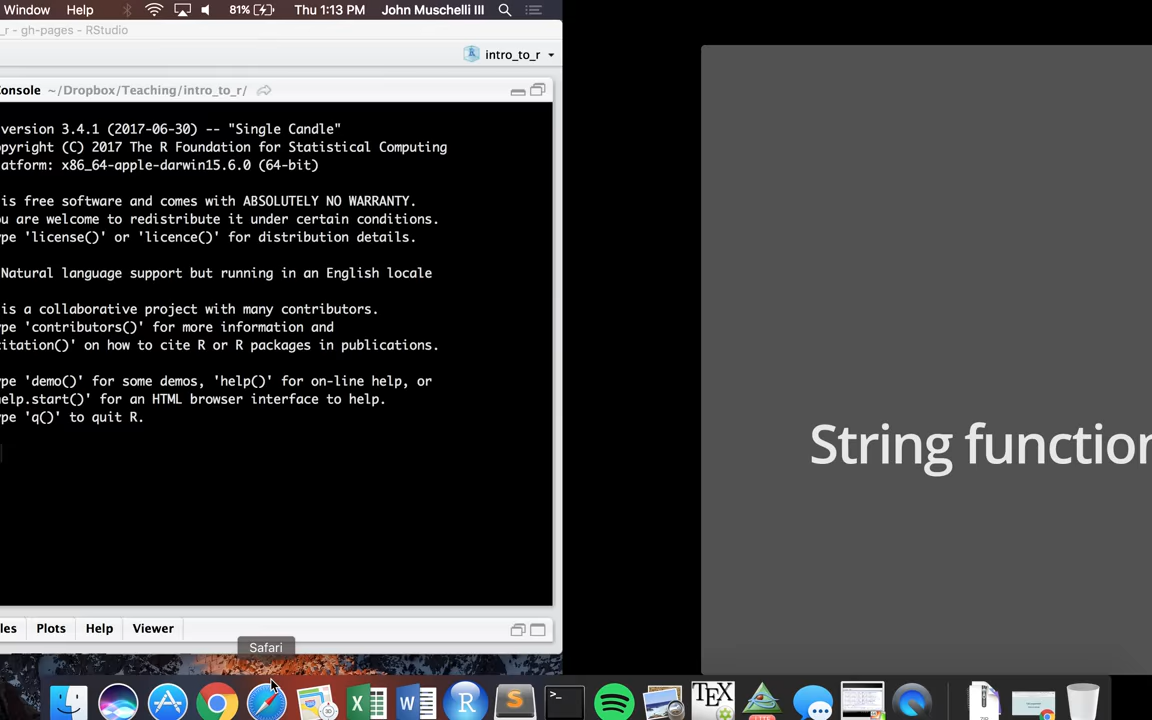 Window Help 81% Thu 1:13 PM John Muschelli III
_r - gh-pages - RStudio
intro_to_r
onsole ~/Dropbox/Teaching/intro_to_r/
version 3.4.1 (2017-06-30) -- "Single Candle"
pyright (C) 2017 The R Foundation for Statistical Computing
atform: x86_64-apple-darwin15.6.0 (64-bit)
is free software and comes with ABSOLUTELY NO WARRANTY.
u are welcome to redistribute it under certain conditions.
pe 'license()' or 'licence()' for distribution details.
Natural language support but running in an English locale
is a collaborative project with many contributors.
pe 'contributors()' for more information and
itation()' on how to cite R or R packages in publications.
pe 'demo()' for some demos, 'help()' for on-line help, or
elp.start()' for an HTML browser interface to help.
pe 'q()' to quit R.
String function
les Plots Help Viewer
Safari